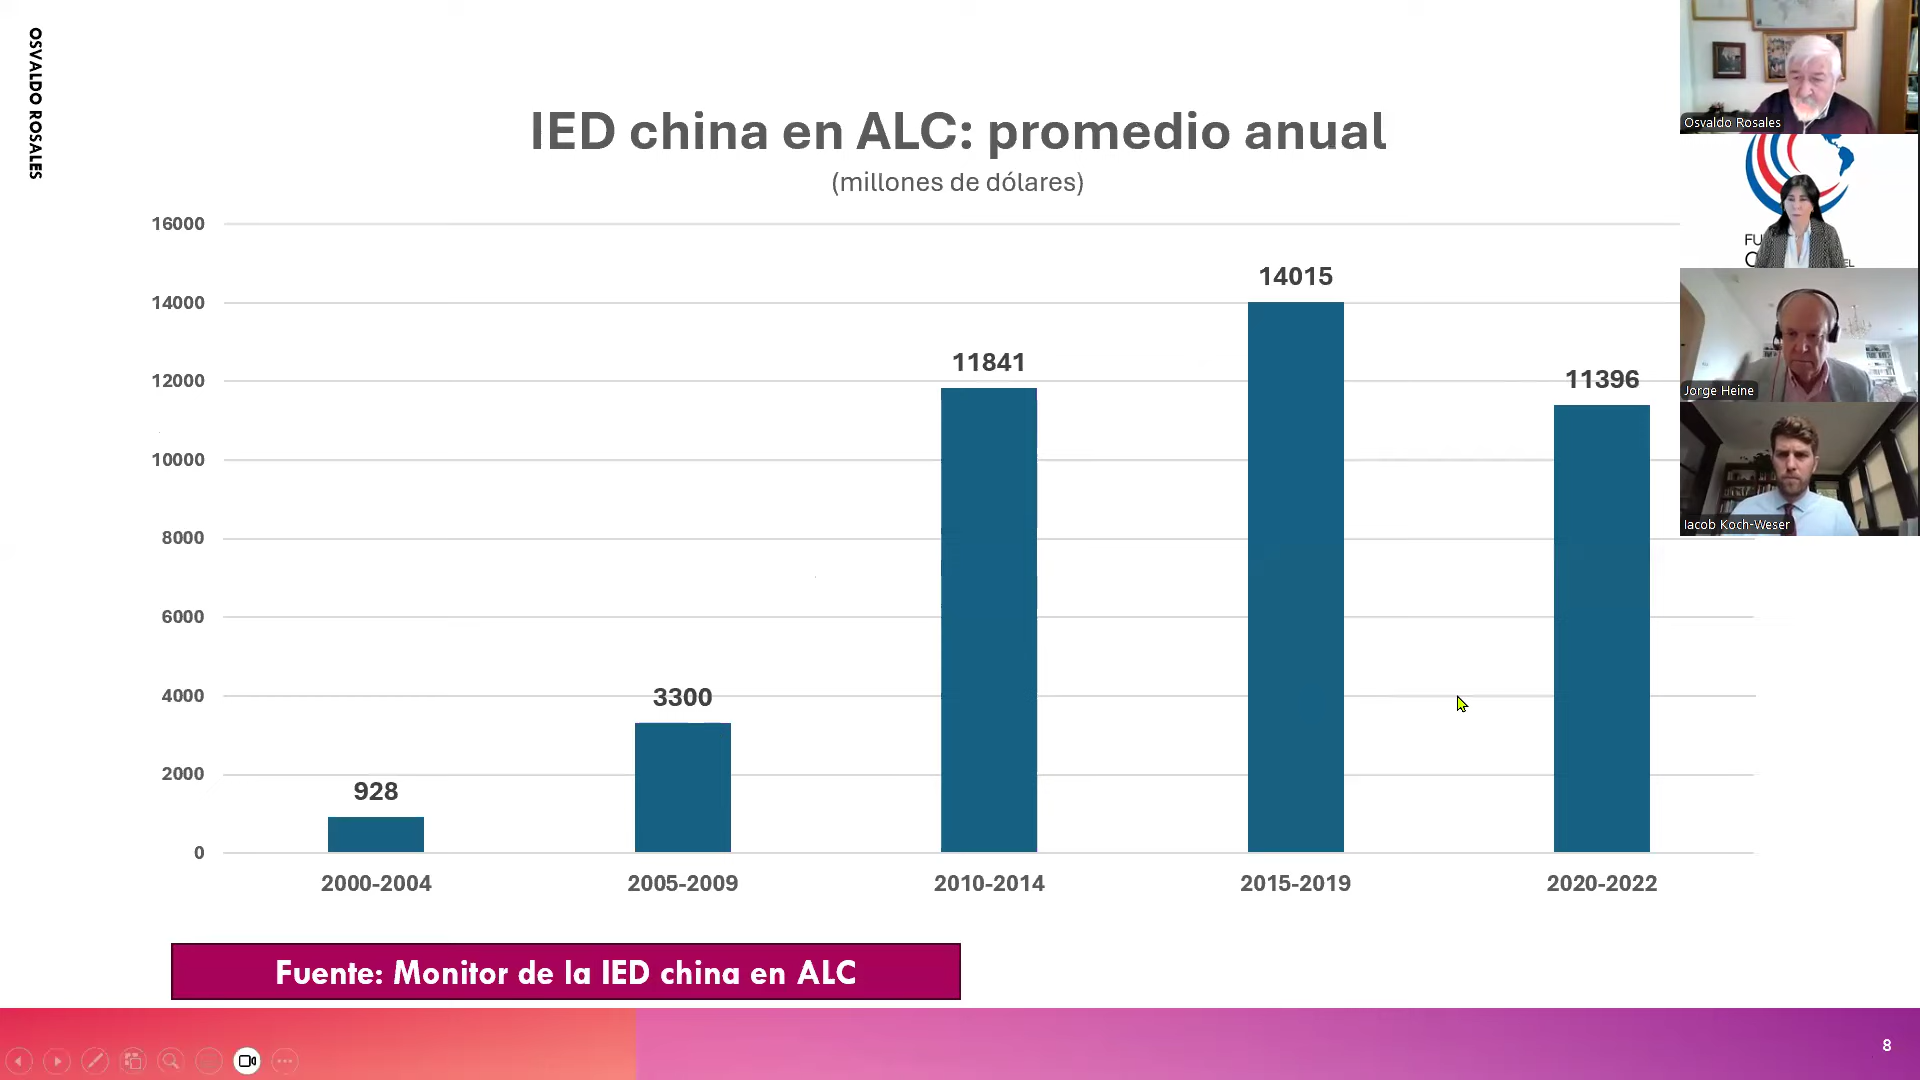 OSVALDO ROSALES
IED china en ALC: promedio anual
(millones de dólares)
16000
14000
12000
10000
8000
6000
4000
2000
0
928
3300
11841
14015
11396
2000-2004
2005-2009
2010-2014
2015-2019
2020-2022
Fuente: Monitor de la IED china en ALC
8
Osvaldo Rosales
FU
C
EL
Jorge Heine
Iacob Koch-Weser